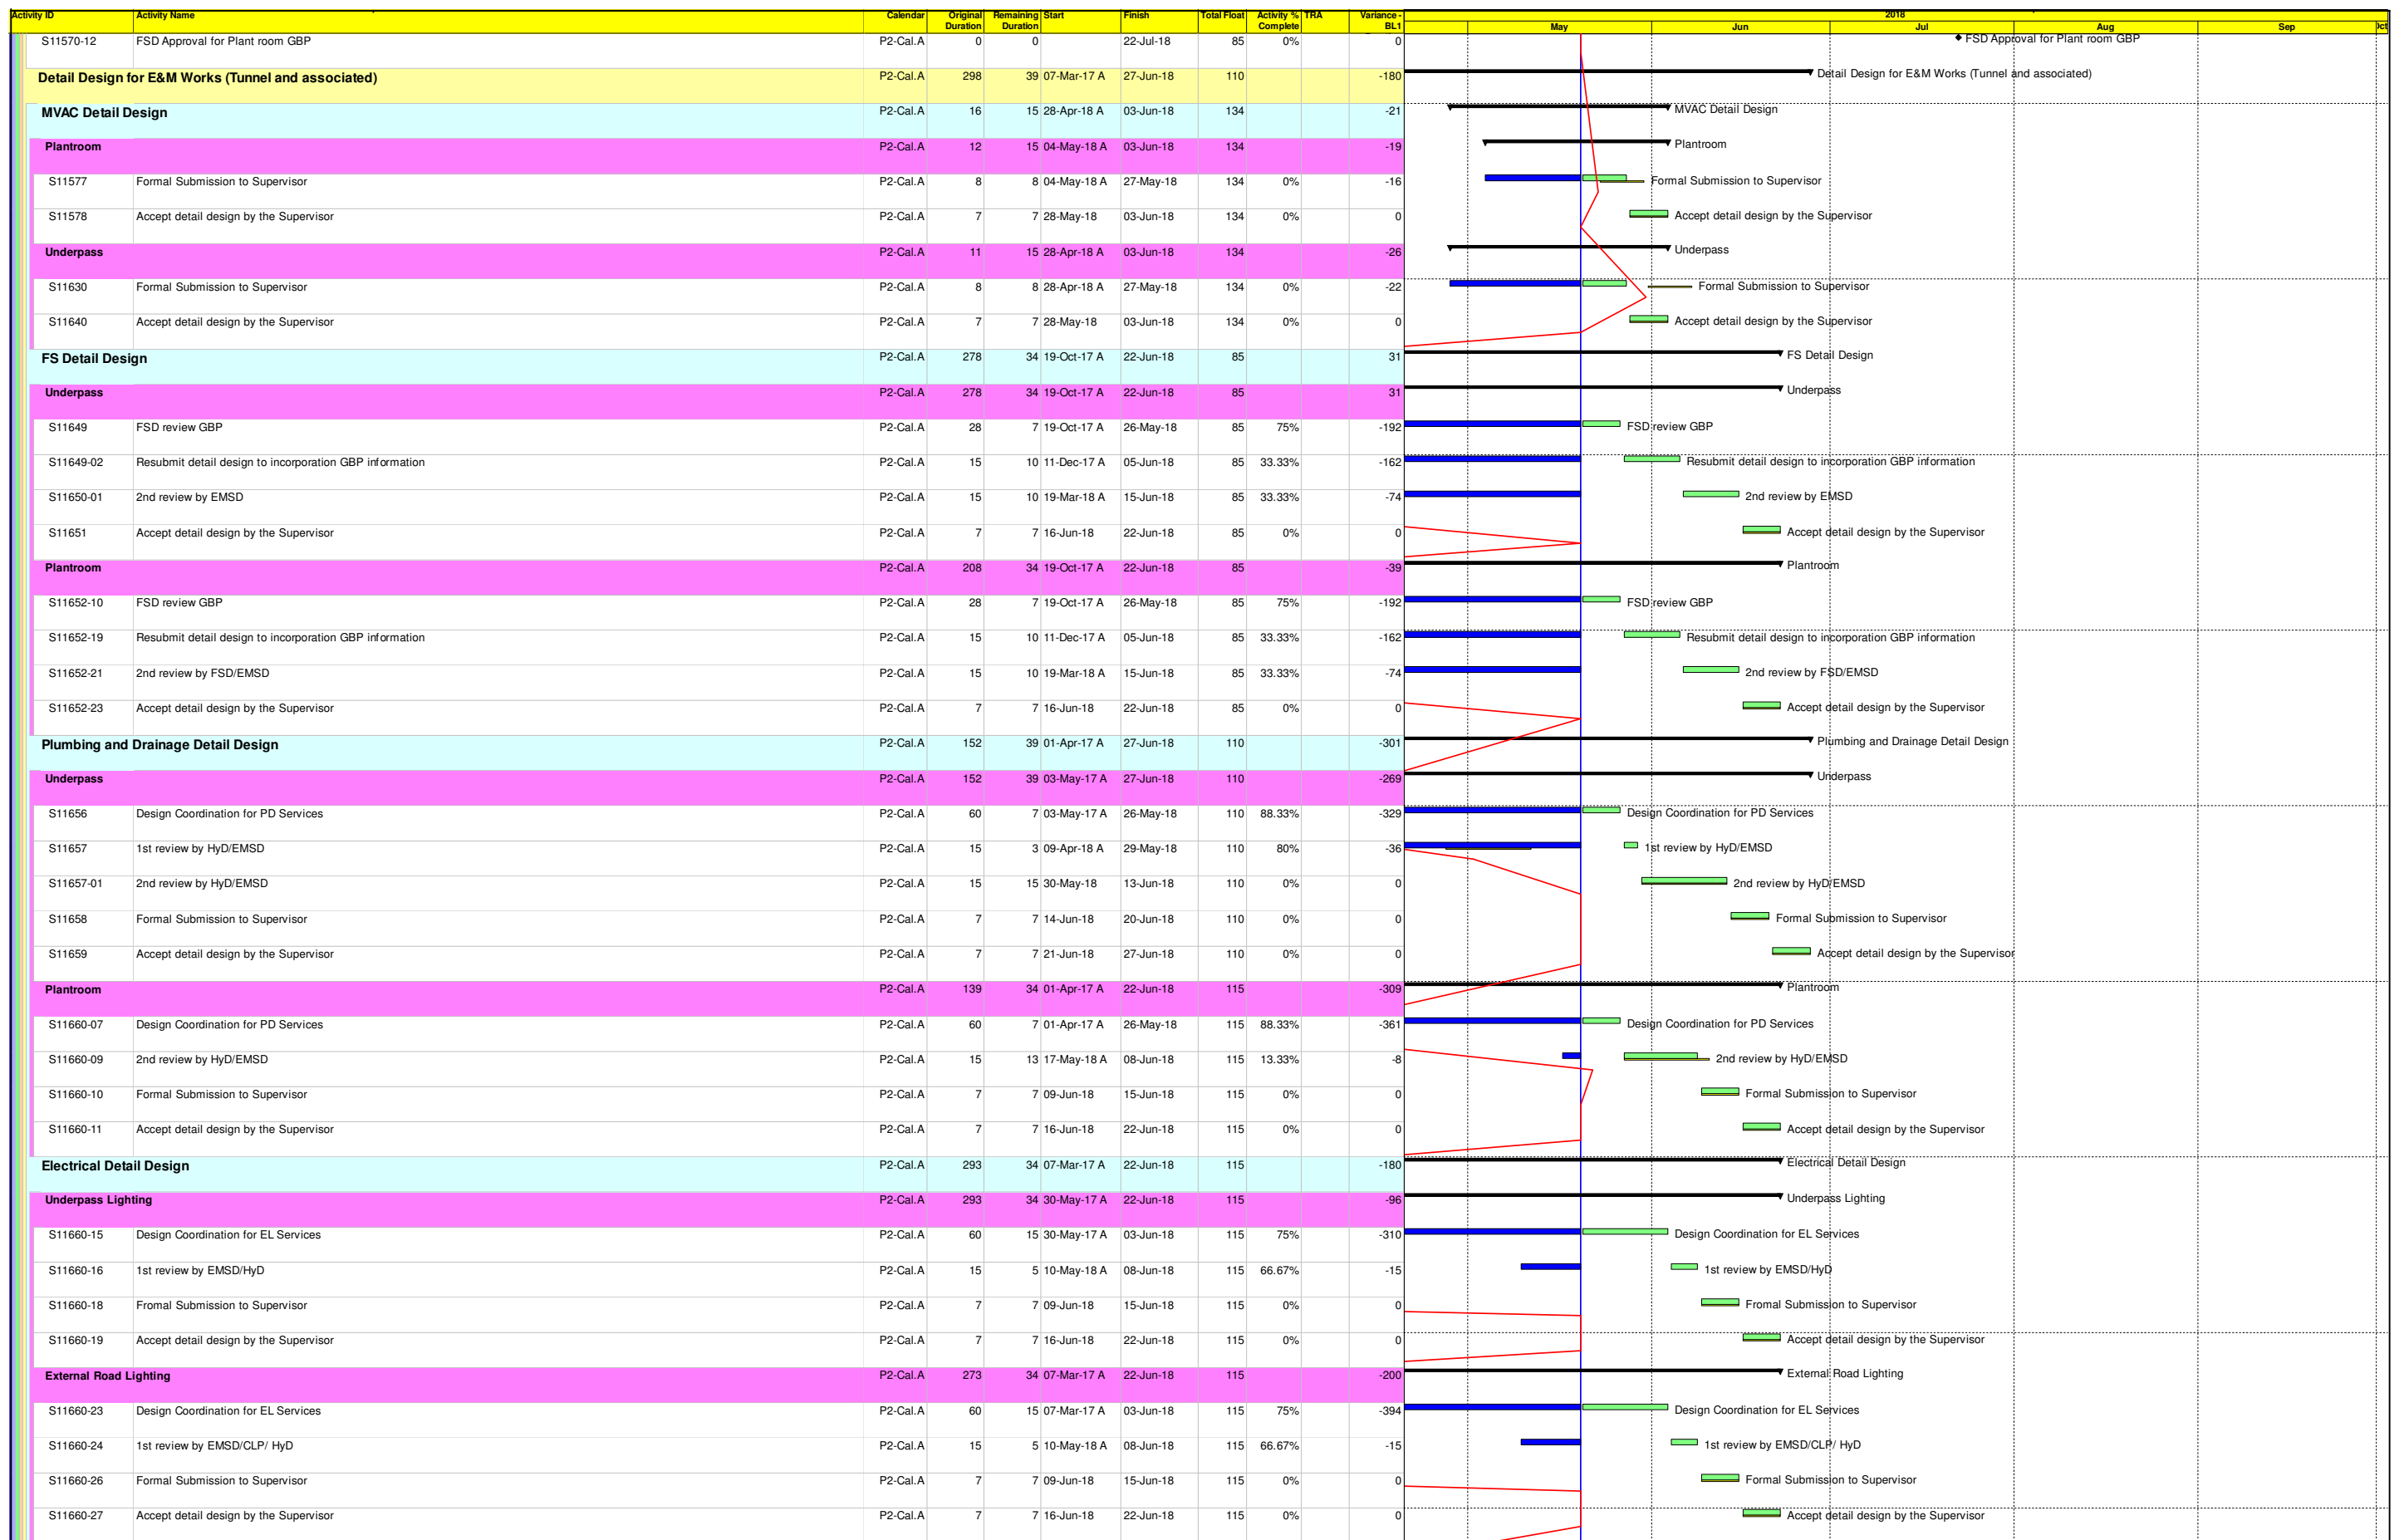 Activity ID Activity Name Calendar Original Duration Remaining Duration Start Finish Total Float Activity % Complete TRA Variance - BL1 2018
May Jun Jul Aug Sep Oct
S11570-12 FSD Approval for Plant room GBP P2-Cal.A 0 0 22-Jul-18 85 0% 0 FSD Approval for Plant room GBP
Detail Design for E&M Works (Tunnel and associated) P2-Cal.A 298 39 07-Mar-17 A 27-Jun-18 110 -180 Detail Design for E&M Works (Tunnel and associated)
MVAC Detail Design P2-Cal.A 16 15 28-Apr-18 A 03-Jun-18 134 -21 MVAC Detail Design
Plantroom P2-Cal.A 12 15 04-May-18 A 03-Jun-18 134 -19 Plantroom
S11577 Formal Submission to Supervisor P2-Cal.A 8 8 04-May-18 A 27-May-18 134 0% -16 Formal Submission to Supervisor
S11578 Accept detail design by the Supervisor P2-Cal.A 7 7 28-May-18 03-Jun-18 134 0% 0 Accept detail design by the Supervisor
Underpass P2-Cal.A 11 15 28-Apr-18 A 03-Jun-18 134 -26 Underpass
S11630 Formal Submission to Supervisor P2-Cal.A 8 8 28-Apr-18 A 27-May-18 134 0% -22 Formal Submission to Supervisor
S11640 Accept detail design by the Supervisor P2-Cal.A 7 7 28-May-18 03-Jun-18 134 0% 0 Accept detail design by the Supervisor
FS Detail Design P2-Cal.A 278 34 19-Oct-17 A 22-Jun-18 85 31 FS Detail Design
Underpass P2-Cal.A 278 34 19-Oct-17 A 22-Jun-18 85 31 Underpass
S11649 FSD review GBP P2-Cal.A 28 7 19-Oct-17 A 26-May-18 85 75% -192 FSD review GBP
S11649-02 Resubmit detail design to incorporation GBP information P2-Cal.A 15 10 11-Dec-17 A 05-Jun-18 85 33.33% -162 Resubmit detail design to incorporation GBP information
S11650-01 2nd review by EMSD P2-Cal.A 15 10 19-Mar-18 A 15-Jun-18 85 33.33% -74 2nd review by EMSD
S11651 Accept detail design by the Supervisor P2-Cal.A 7 7 16-Jun-18 22-Jun-18 85 0% 0 Accept detail design by the Supervisor
Plantroom P2-Cal.A 208 34 19-Oct-17 A 22-Jun-18 85 -39 Plantroom
S11652-10 FSD review GBP P2-Cal.A 28 7 19-Oct-17 A 26-May-18 85 75% -192 FSD review GBP
S11652-19 Resubmit detail design to incorporation GBP information P2-Cal.A 15 10 11-Dec-17 A 05-Jun-18 85 33.33% -162 Resubmit detail design to incorporation GBP information
S11652-21 2nd review by FSD/EMSD P2-Cal.A 15 10 19-Mar-18 A 15-Jun-18 85 33.33% -74 2nd review by FSD/EMSD
S11652-23 Accept detail design by the Supervisor P2-Cal.A 7 7 16-Jun-18 22-Jun-18 85 0% 0 Accept detail design by the Supervisor
Plumbing and Drainage Detail Design P2-Cal.A 152 39 01-Apr-17 A 27-Jun-18 110 -301 Plumbing and Drainage Detail Design
Underpass P2-Cal.A 152 39 03-May-17 A 27-Jun-18 110 -269 Underpass
S11656 Design Coordination for PD Services P2-Cal.A 60 7 03-May-17 A 26-May-18 110 88.33% -329 Design Coordination for PD Services
S11657 1st review by HyD/EMSD P2-Cal.A 15 3 09-Apr-18 A 29-May-18 110 80% -36 1st review by HyD/EMSD
S11657-01 2nd review by HyD/EMSD P2-Cal.A 15 15 30-May-18 13-Jun-18 110 0% 0 2nd review by HyD/EMSD
S11658 Formal Submission to Supervisor P2-Cal.A 7 7 14-Jun-18 20-Jun-18 110 0% 0 Formal Submission to Supervisor
S11659 Accept detail design by the Supervisor P2-Cal.A 7 7 21-Jun-18 27-Jun-18 110 0% 0 Accept detail design by the Supervisor
Plantroom P2-Cal.A 139 34 01-Apr-17 A 22-Jun-18 115 -309 Plantroom
S11660-07 Design Coordination for PD Services P2-Cal.A 60 7 01-Apr-17 A 26-May-18 115 88.33% -361 Design Coordination for PD Services
S11660-09 2nd review by HyD/EMSD P2-Cal.A 15 13 17-May-18 A 08-Jun-18 115 13.33% -8 2nd review by HyD/EMSD
S11660-10 Formal Submission to Supervisor P2-Cal.A 7 7 09-Jun-18 15-Jun-18 115 0% 0 Formal Submission to Supervisor
S11660-11 Accept detail design by the Supervisor P2-Cal.A 7 7 16-Jun-18 22-Jun-18 115 0% 0 Accept detail design by the Supervisor
Electrical Detail Design P2-Cal.A 293 34 07-Mar-17 A 22-Jun-18 115 -180 Electrical Detail Design
Underpass Lighting P2-Cal.A 293 34 30-May-17 A 22-Jun-18 115 -96 Underpass Lighting
S11660-15 Design Coordination for EL Services P2-Cal.A 60 15 30-May-17 A 03-Jun-18 115 75% -310 Design Coordination for EL Services
S11660-16 1st review by EMSD/HyD P2-Cal.A 15 5 10-May-18 A 08-Jun-18 115 66.67% -15 1st review by EMSD/HyD
S11660-18 Fromal Submission to Supervisor P2-Cal.A 7 7 09-Jun-18 15-Jun-18 115 0% 0 Fromal Submission to Supervisor
S11660-19 Accept detail design by the Supervisor P2-Cal.A 7 7 16-Jun-18 22-Jun-18 115 0% 0 Accept detail design by the Supervisor
External Road Lighting P2-Cal.A 273 34 07-Mar-17 A 22-Jun-18 115 -200 External Road Lighting
S11660-23 Design Coordination for EL Services P2-Cal.A 60 15 07-Mar-17 A 03-Jun-18 115 75% -394 Design Coordination for EL Services
S11660-24 1st review by EMSD/CLP/ HyD P2-Cal.A 15 5 10-May-18 A 08-Jun-18 115 66.67% -15 1st review by EMSD/CLP/ HyD
S11660-26 Formal Submission to Supervisor P2-Cal.A 7 7 09-Jun-18 15-Jun-18 115 0% 0 Formal Submission to Supervisor
S11660-27 Accept detail design by the Supervisor P2-Cal.A 7 7 16-Jun-18 22-Jun-18 115 0% 0 Accept detail design by the Supervisor